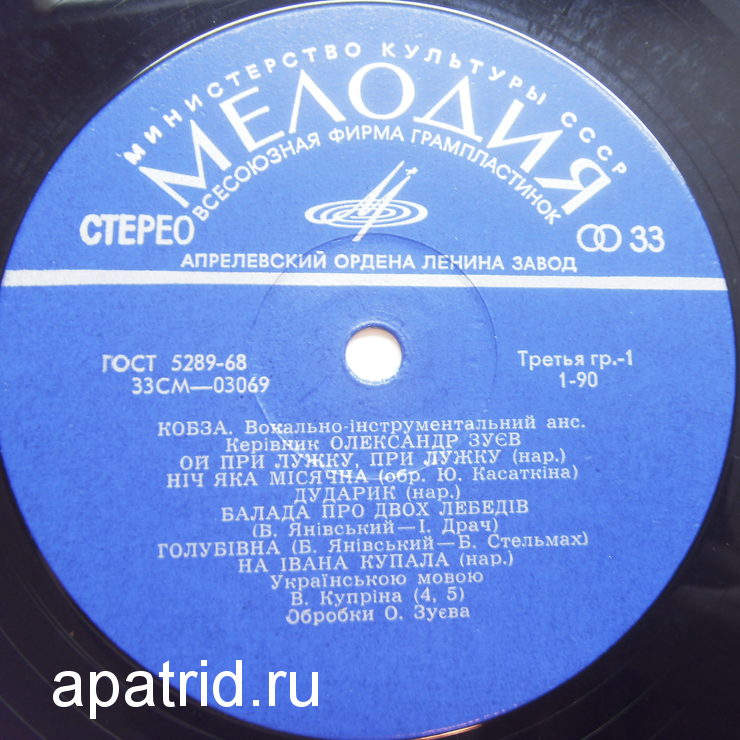 МИНИСТЕРСТВО КУЛЬТУРЫ СССР
МЕЛОДИЯ
ВСЕСОЮЗНАЯ ФИРМА ГРАМПЛАСТИНОК
СТЕРЕО
33
АПРЕЛЕВСКИЙ ОРДЕНА ЛЕНИНА ЗАВОД
ГОСТ 5289-68
Третья гр.-1
33СМ—03069
1-90
КОБЗА. Вокально-інструментальний анс.
Керівник ОЛЕКСАНДР ЗУЄВ
ОЙ ПРИ ЛУЖКУ, ПРИ ЛУЖКУ (нар.)
НІЧ ЯКА МІСЯЧНА (обр. Ю. Касаткіна)
ДУДАРИК (нар.)
БАЛАДА ПРО ДВОХ ЛЕБЕДІВ
(Б. Янівський—І. Драч)
ГОЛУБІВНА (Б. Янівський—Б. Стельмах)
НА ІВАНА КУПАЛА (нар.)
Українською мовою
В. Купріна (4, 5)
Обробки О. Зуєва
apatrid.ru